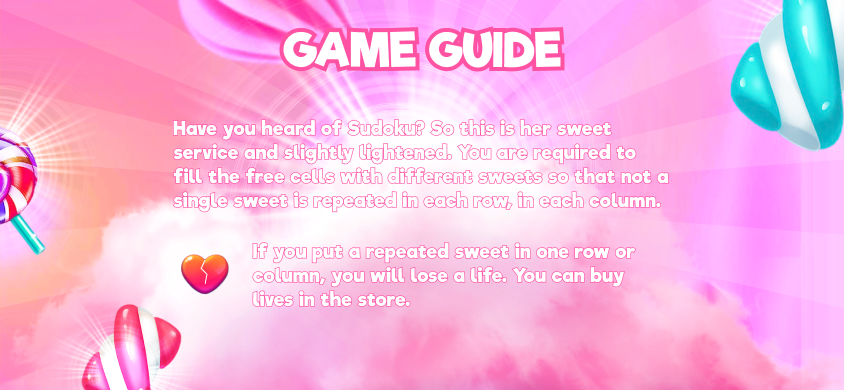 GAME GUIDE
Have you heard of Sudoku? So this is her sweet
service and slightly lightened. You are required to
fill the free cells with different sweets so that not a
single sweet is repeated in each row, in each column.
If you put a repeated sweet in one row or
column, you will lose a life. You can buy
lives in the store.